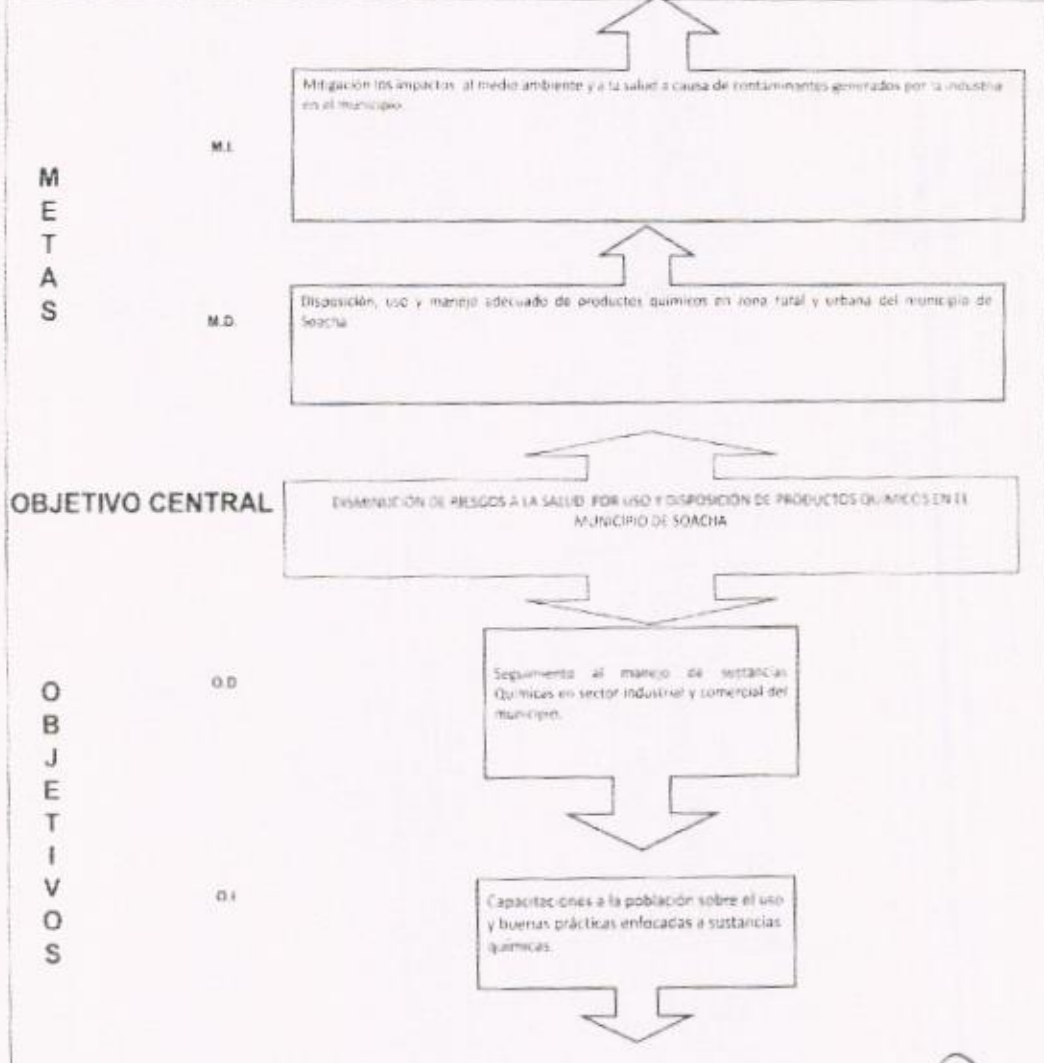 Mitigación los impactos al medio ambiente y a la salud a causa de contaminantes generados por la industria
en el municipio.
M.I.
METAS
Disposición, uso y manejo adecuado de productos químicos en zona rural y urbana del municipio de
Soacha
M.D.
OBJETIVO CENTRAL
DISMINUCIÓN DE RIESGOS A LA SALUD POR USO Y DISPOSICIÓN DE PRODUCTOS QUIMICOS EN EL
MUNICIPIO DE SOACHA
OBJETIVOS
O.D
Seguimiento al manejo de sustancias
Químicas en sector industrial y comercial del
municipio.
O.I
Capacitaciones a la población sobre el uso
y buenas prácticas enfocadas a sustancias
químicas.